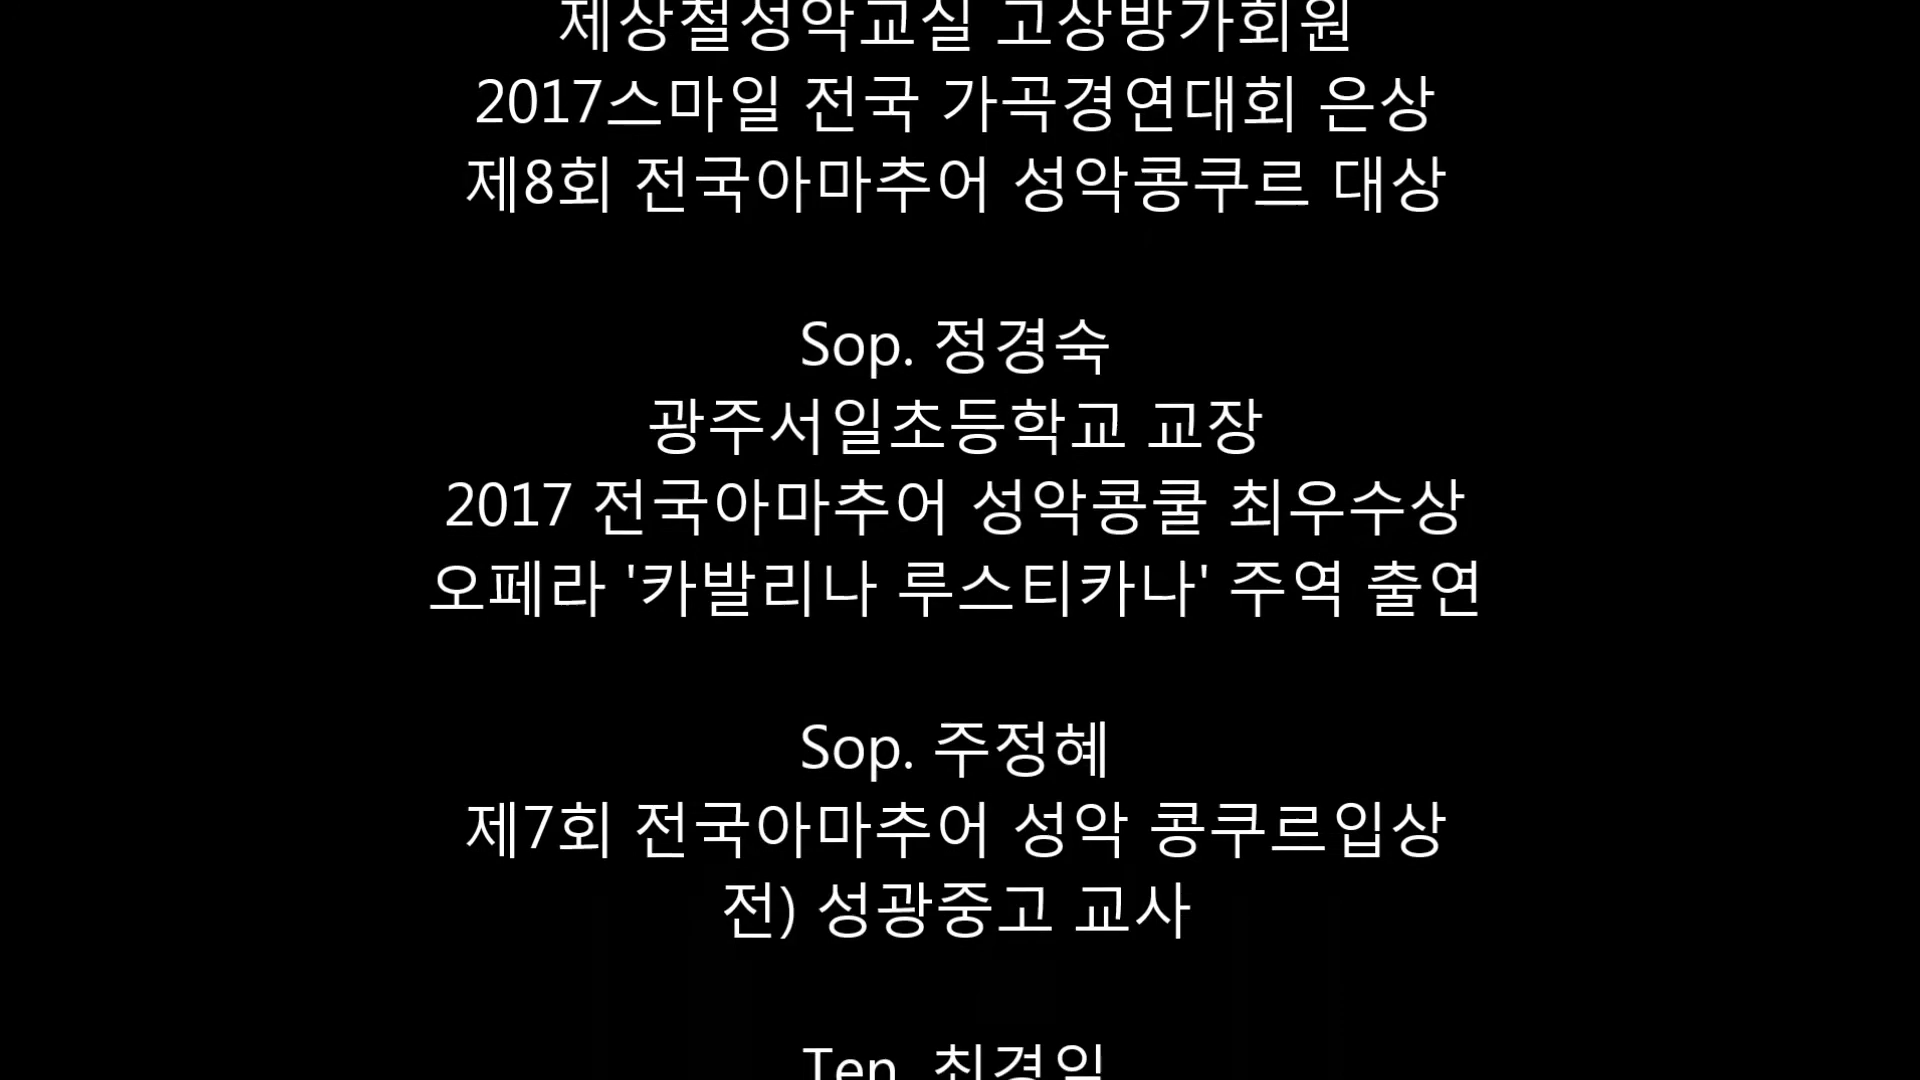 제상철성악교실 고상방가회원
2017스마일 전국 가곡경연대회 은상
제8회 전국아마추어 성악콩쿠르 대상
Sop. 정경숙
광주서일초등학교 교장
2017 전국아마추어 성악콩쿨 최우수상
오페라 '카발리나 루스티카나' 주역 출연
Sop. 주정혜
제7회 전국아마추어 성악 콩쿠르입상
전) 성광중고 교사
Ten. 최경일